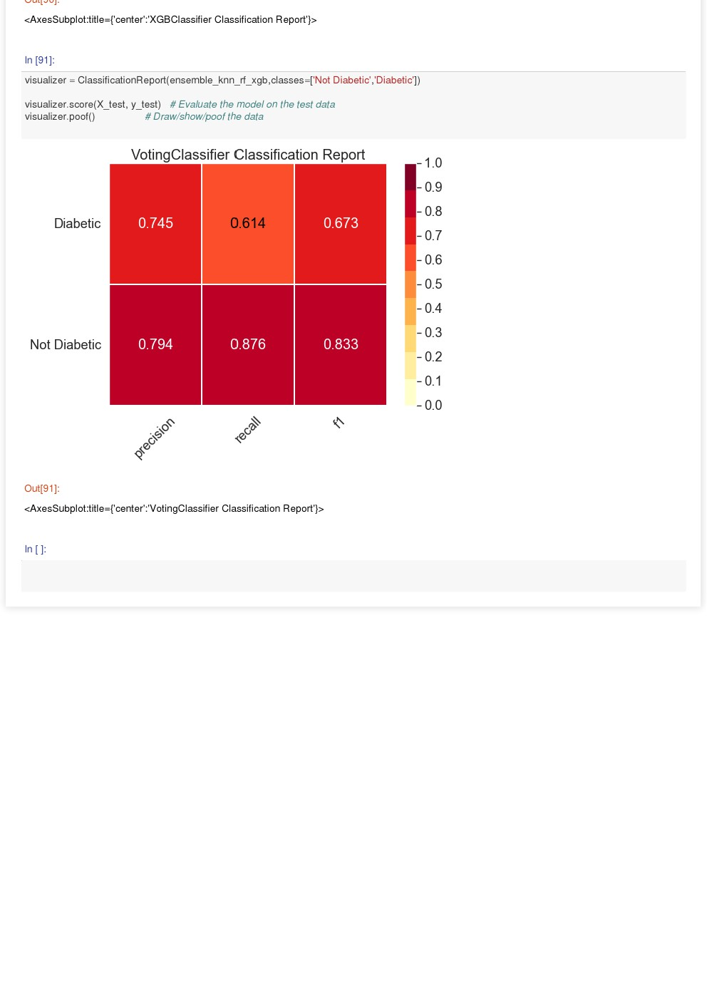 Out[90]:
<AxesSubplot:title={'center':'XGBClassifier Classification Report'}>
In [91]:
visualizer = ClassificationReport(ensemble_knn_rf_xgb,classes=['Not Diabetic','Diabetic'])
visualizer.score(X_test, y_test)   # Evaluate the model on the test data
visualizer.poof()                 # Draw/show/poof the data
VotingClassifier Classification Report
Diabetic 0.745 0.614 0.673
Not Diabetic 0.794 0.876 0.833
precision recall f1
1.0
0.9
0.8
0.7
0.6
0.5
0.4
0.3
0.2
0.1
0.0
Out[91]:
<AxesSubplot:title={'center':'VotingClassifier Classification Report'}>
In [ ]: